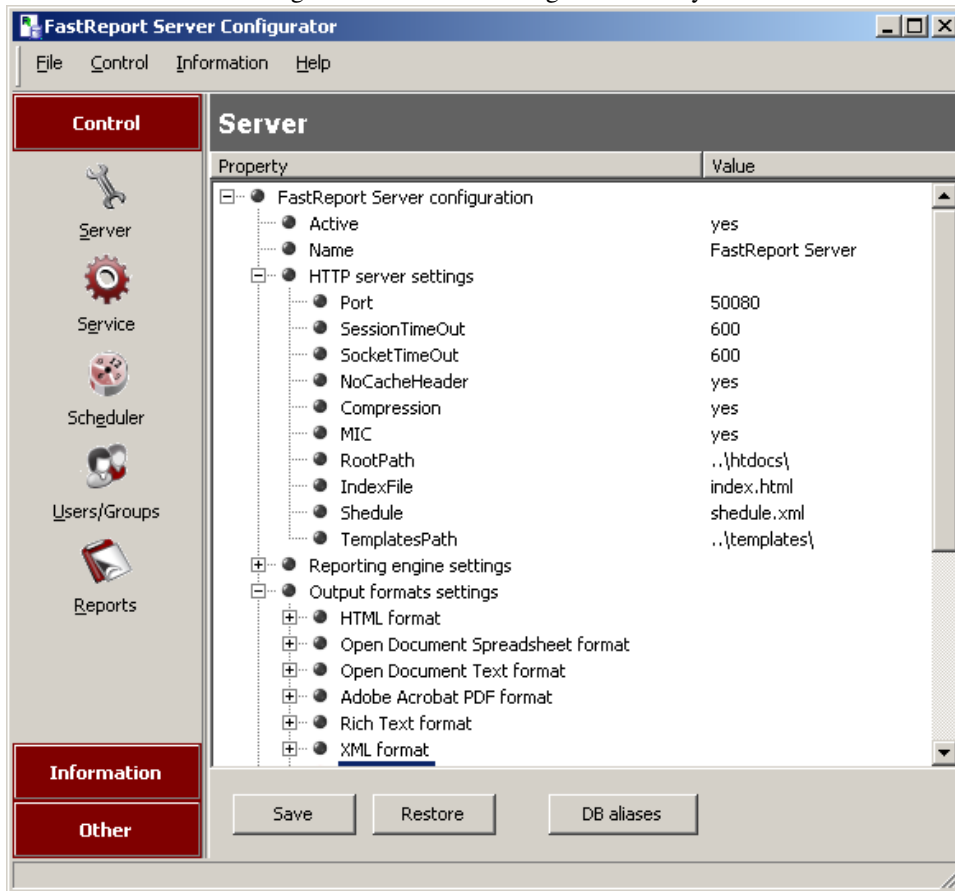 FastReport Server Configurator
File Control Information Help
Control
Server
Service
Scheduler
Users/Groups
Reports
Information
Other
Server
Property Value
FastReport Server configuration
Active yes
Name FastReport Server
HTTP server settings
Port 50080
SessionTimeOut 600
SocketTimeOut 600
NoCacheHeader yes
Compression yes
MIC yes
RootPath ..\htdocs\
IndexFile index.html
Shedule shedule.xml
TemplatesPath ..\templates\
Reporting engine settings
Output formats settings
HTML format
Open Document Spreadsheet format
Open Document Text format
Adobe Acrobat PDF format
Rich Text format
XML format
Save Restore DB aliases